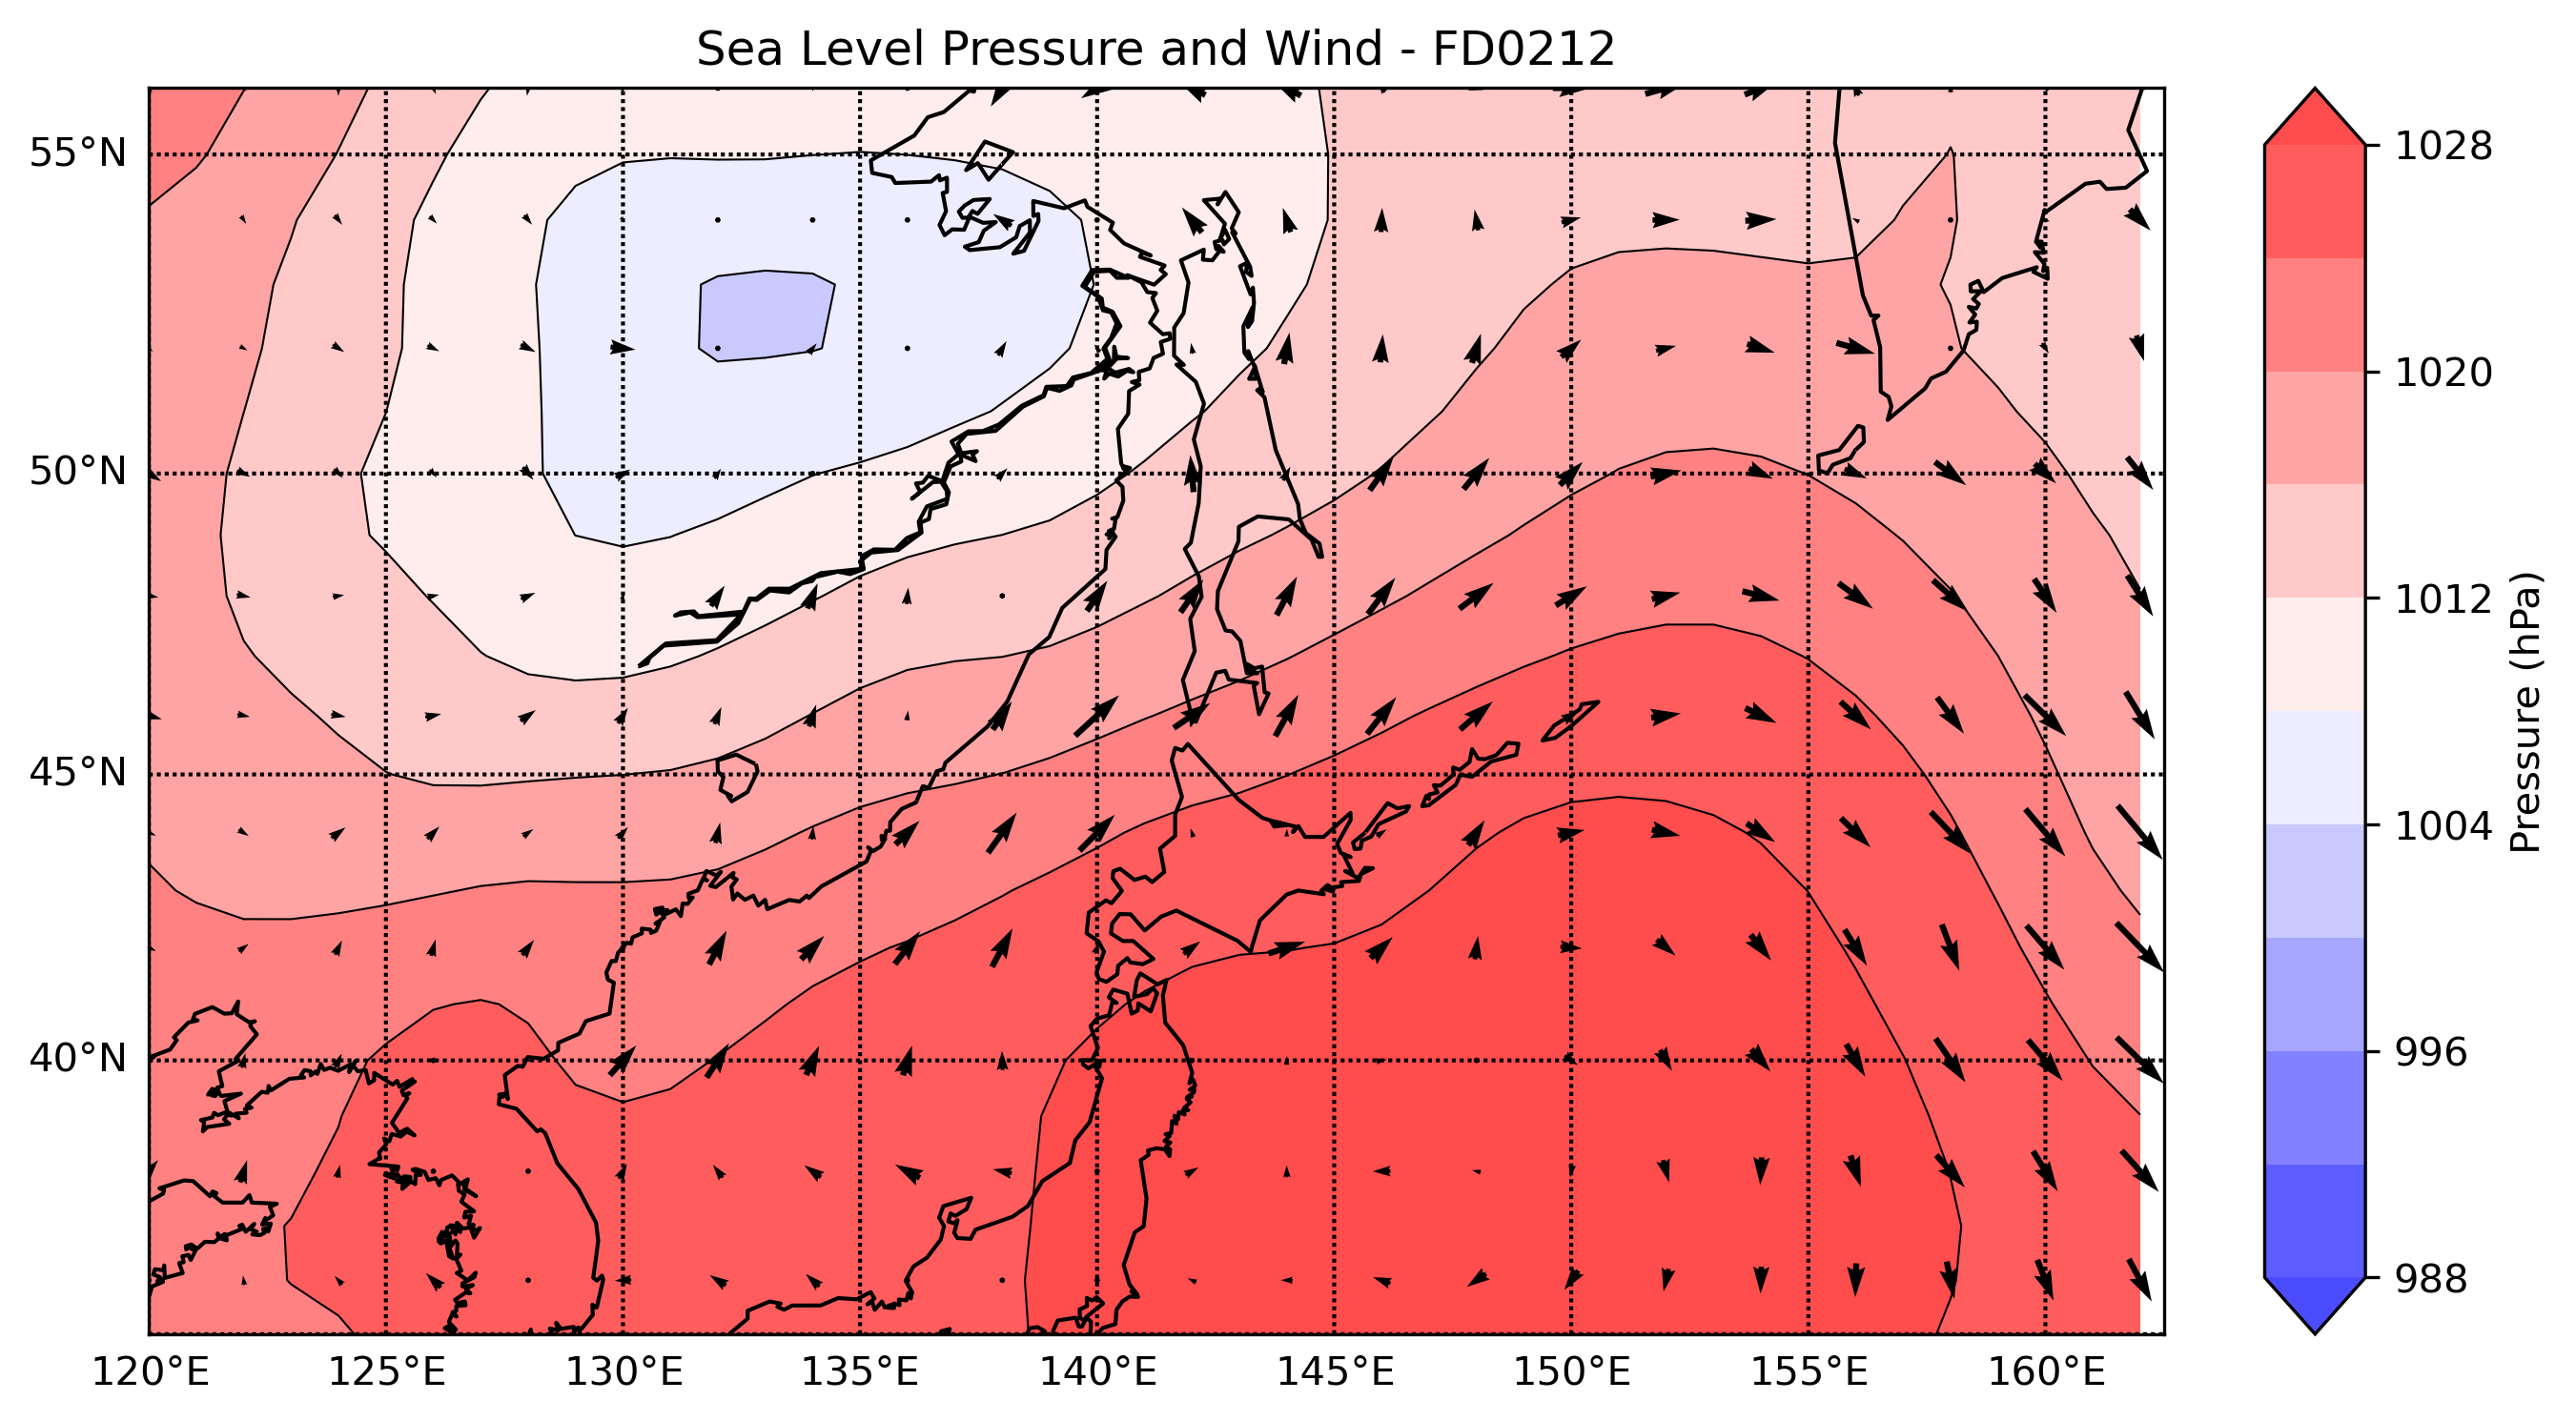 Sea Level Pressure and Wind - FD0212
55°N
50°N
45°N
40°N
120°E 125°E 130°E 135°E 140°E 145°E 150°E 155°E 160°E
1028
1020
1012
1004
996
988
Pressure (hPa)